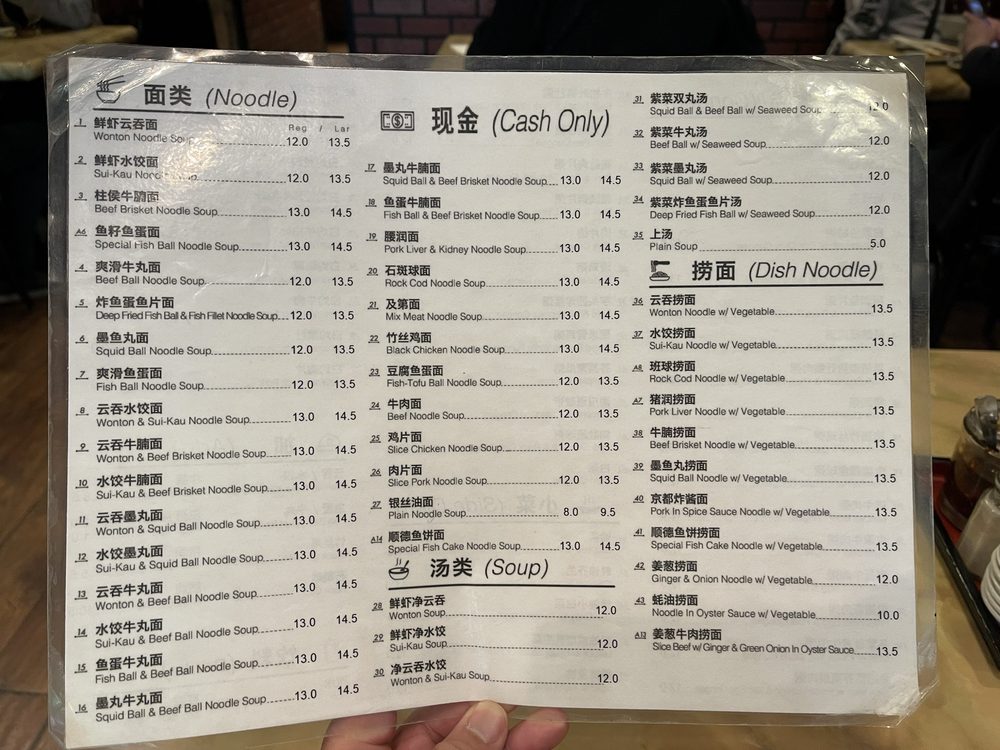 面类 (Noodle)
Reg / Lar
1 鲜虾云吞面
Wonton Noodle Soup 12.0 13.5
2 鲜虾水饺面
Sui-Kau Noodle Soup 12.0 13.5
3 柱侯牛腩面
Beef Brisket Noodle Soup 13.0 14.5
A6 鱼籽鱼蛋面
Special Fish Ball Noodle Soup 13.0 14.5
4 爽滑牛丸面
Beef Ball Noodle Soup 12.0 13.5
5 炸鱼蛋鱼片面
Deep Fried Fish Ball & Fish Fillet Noodle Soup 12.0 13.5
6 墨鱼丸面
Squid Ball Noodle Soup 12.0 13.5
7 爽滑鱼蛋面
Fish Ball Noodle Soup 12.0 13.5
8 云吞水饺面
Wonton & Sui-Kau Noodle Soup 13.0 14.5
9 云吞牛腩面
Wonton & Beef Brisket Noodle Soup 13.0 14.5
10 水饺牛腩面
Sui-Kau & Beef Brisket Noodle Soup 13.0 14.5
11 云吞墨丸面
Wonton & Squid Ball Noodle Soup 13.0 14.5
12 水饺墨丸面
Sui-Kau & Squid Ball Noodle Soup 13.0 14.5
13 云吞牛丸面
Wonton & Beef Ball Noodle Soup 13.0 14.5
14 水饺牛丸面
Sui-Kau & Beef Ball Noodle Soup 13.0 14.5
15 鱼蛋牛丸面
Fish Ball & Beef Ball Noodle Soup 13.0 14.5
16 墨丸牛丸面
Squid Ball & Beef Ball Noodle Soup 13.0 14.5
现金 (Cash Only)
17 墨丸牛腩面
Squid Ball & Beef Brisket Noodle Soup 13.0 14.5
18 鱼蛋牛腩面
Fish Ball & Beef Brisket Noodle Soup 13.0 14.5
19 腰润面
Pork Liver & Kidney Noodle Soup 13.0 14.5
20 石斑球面
Rock Cod Noodle Soup 13.0 14.5
21 及第面
Mix Meat Noodle Soup 13.0 14.5
22 竹丝鸡面
Black Chicken Noodle Soup 13.0 14.5
23 豆腐鱼蛋面
Fish-Tofu Ball Noodle Soup 12.0 13.5
24 牛肉面
Beef Noodle Soup 12.0 13.5
25 鸡片面
Slice Chicken Noodle Soup 12.0 13.5
26 肉片面
Slice Pork Noodle Soup 12.0 13.5
27 银丝油面
Plain Noodle Soup 8.0 9.5
A14 顺德鱼饼面
Special Fish Cake Noodle Soup 13.0 14.5
汤类 (Soup)
28 鲜虾净云吞
Wonton Soup 12.0
29 鲜虾净水饺
Sui-Kau Soup 12.0
30 净云吞水饺
Wonton & Sui-Kau Soup 12.0
31 紫菜双丸汤
Squid Ball & Beef Ball w/ Seaweed Soup 12.0
32 紫菜牛丸汤
Beef Ball w/ Seaweed Soup 12.0
33 紫菜墨丸汤
Squid Ball w/ Seaweed Soup 12.0
34 紫菜炸鱼蛋鱼片汤
Deep Fried Fish Ball w/ Seaweed Soup 12.0
35 上汤
Plain Soup 5.0
捞面 (Dish Noodle)
36 云吞捞面
Wonton Noodle w/ Vegetable 13.5
37 水饺捞面
Sui-Kau Noodle w/ Vegetable 13.5
A8 班球捞面
Rock Cod Noodle w/ Vegetable 13.5
A7 猪润捞面
Pork Liver Noodle w/ Vegetable 13.5
38 牛腩捞面
Beef Brisket Noodle w/ Vegetable 13.5
39 墨鱼丸捞面
Squid Ball Noodle w/ Vegetable 13.5
40 京都炸酱面
Pork In Spice Sauce Noodle w/ Vegetable 13.5
41 顺德鱼饼捞面
Special Fish Cake Noodle w/ Vegetable 13.5
42 姜葱捞面
Ginger & Onion Noodle w/ Vegetable 12.0
43 蚝油捞面
Noodle In Oyster Sauce w/ Vegetable 10.0
A13 姜葱牛肉捞面
Slice Beef w/ Ginger & Green Onion In Oyster Sauce 13.5